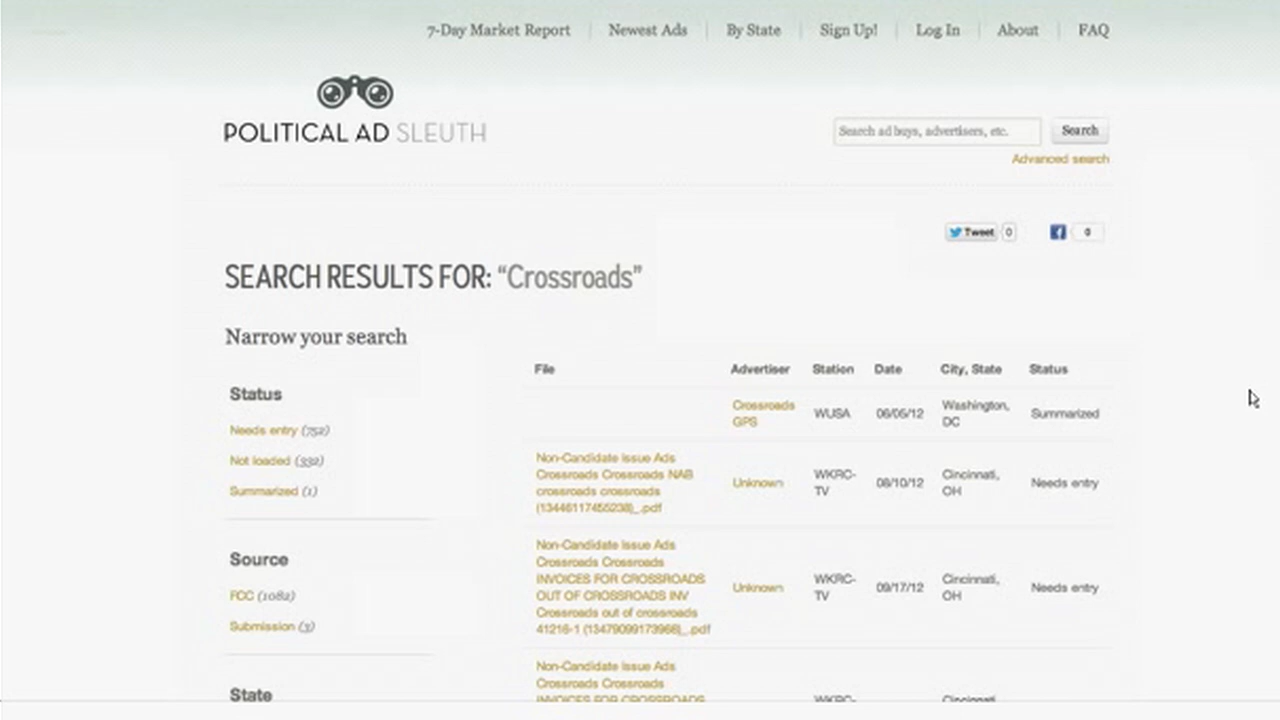 7-Day Market Report Newest Ads By State Sign Up! Log In About FAQ
POLITICAL AD SLEUTH
Search ad buys, advertisers, etc. Search
Advanced search
Tweet 0 0
SEARCH RESULTS FOR: “Crossroads”
Narrow your search
Status
Needs entry (752)
Not loaded (332)
Summarized (1)
Source
FCC (1082)
Submission (3)
State
File Advertiser Station Date City, State Status
Crossroads GPS WUSA 06/05/12 Washington, DC Summarized
Non-Candidate Issue Ads
Crossroads Crossroads NAB
crossroads crossroads
(13446117455238)_.pdf
Unknown WKRC-TV 08/10/12 Cincinnati, OH Needs entry
Non-Candidate Issue Ads
Crossroads Crossroads
INVOICES FOR CROSSROADS
OUT OF CROSSROADS INV
Crossroads out of crossroads
41216-1 (13479099173968)_.pdf
Unknown WKRC-TV 09/17/12 Cincinnati, OH Needs entry
Non-Candidate Issue Ads
Crossroads Crossroads
INVOICES FOR CROSSROADS
WKRC- Cincinnati,